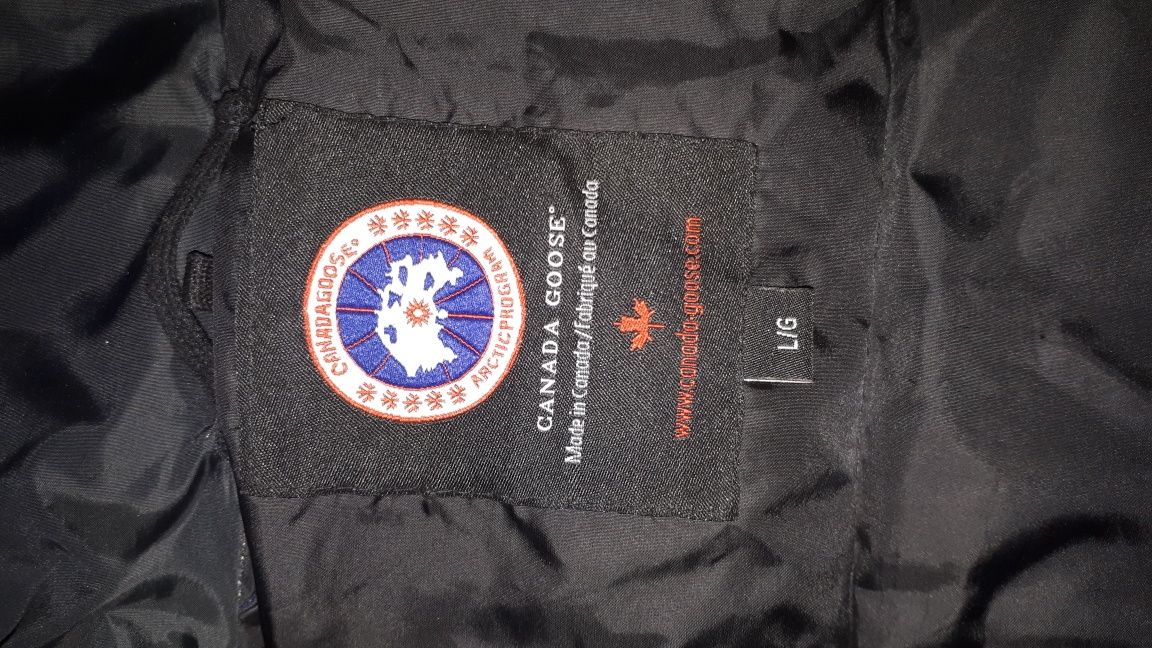 CANADA GOOSE®
ARCTIC PROGRAM
CANADA GOOSE®
Made in Canada/Fabriqué au Canada
www.canada-goose.com
L/G